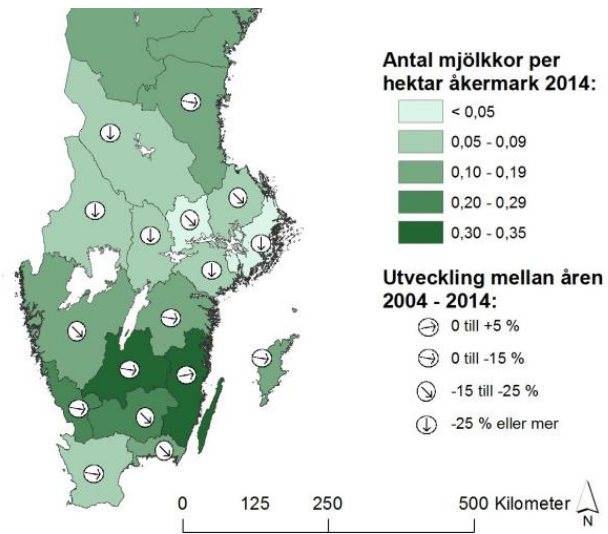 Antal mjölkkor per
hektar åkermark 2014:
< 0,05
0,05 - 0,09
0,10 - 0,19
0,20 - 0,29
0,30 - 0,35
Utveckling mellan åren
2004 - 2014:
0 till +5 %
0 till -15 %
-15 till -25 %
-25 % eller mer
0 125 250 500 Kilometer
N